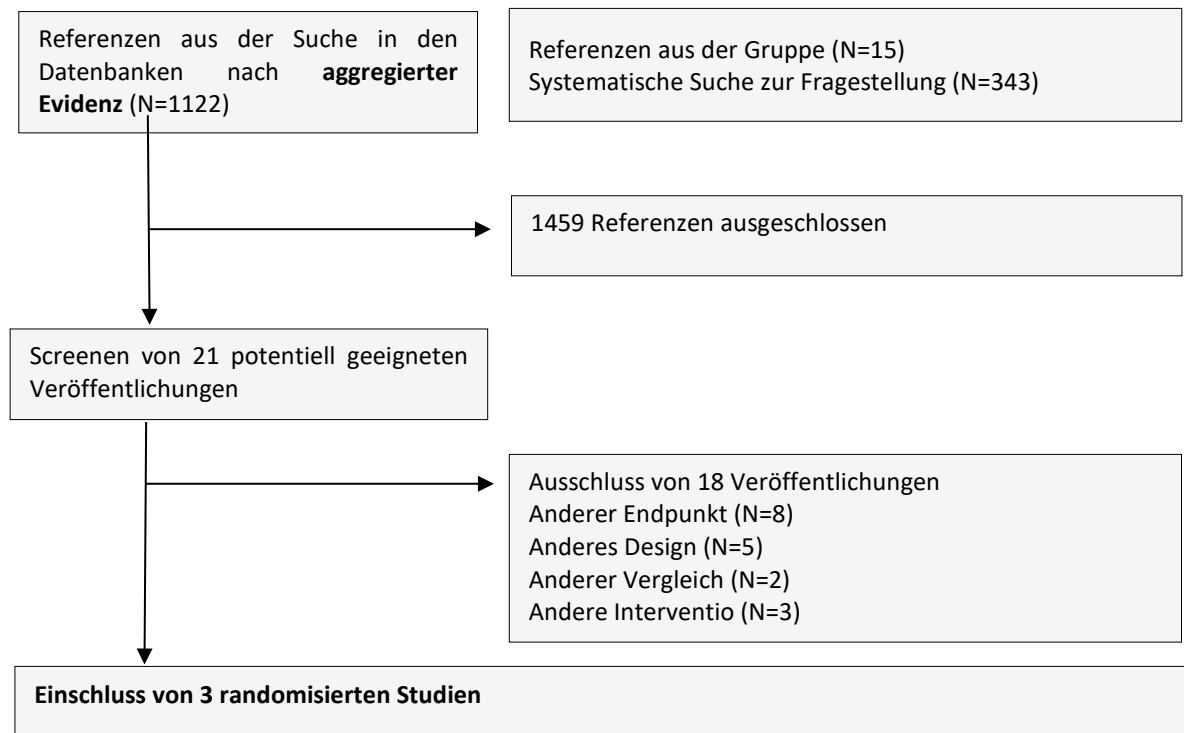 Referenzen aus der Suche in den
Datenbanken nach aggregierter
Evidenz (N=1122)
Referenzen aus der Gruppe (N=15)
Systematische Suche zur Fragestellung (N=343)
1459 Referenzen ausgeschlossen
Screenen von 21 potentiell geeigneten
Veröffentlichungen
Ausschluss von 18 Veröffentlichungen
Anderer Endpunkt (N=8)
Anderes Design (N=5)
Anderer Vergleich (N=2)
Andere Interventio (N=3)
Einschluss von 3 randomisierten Studien